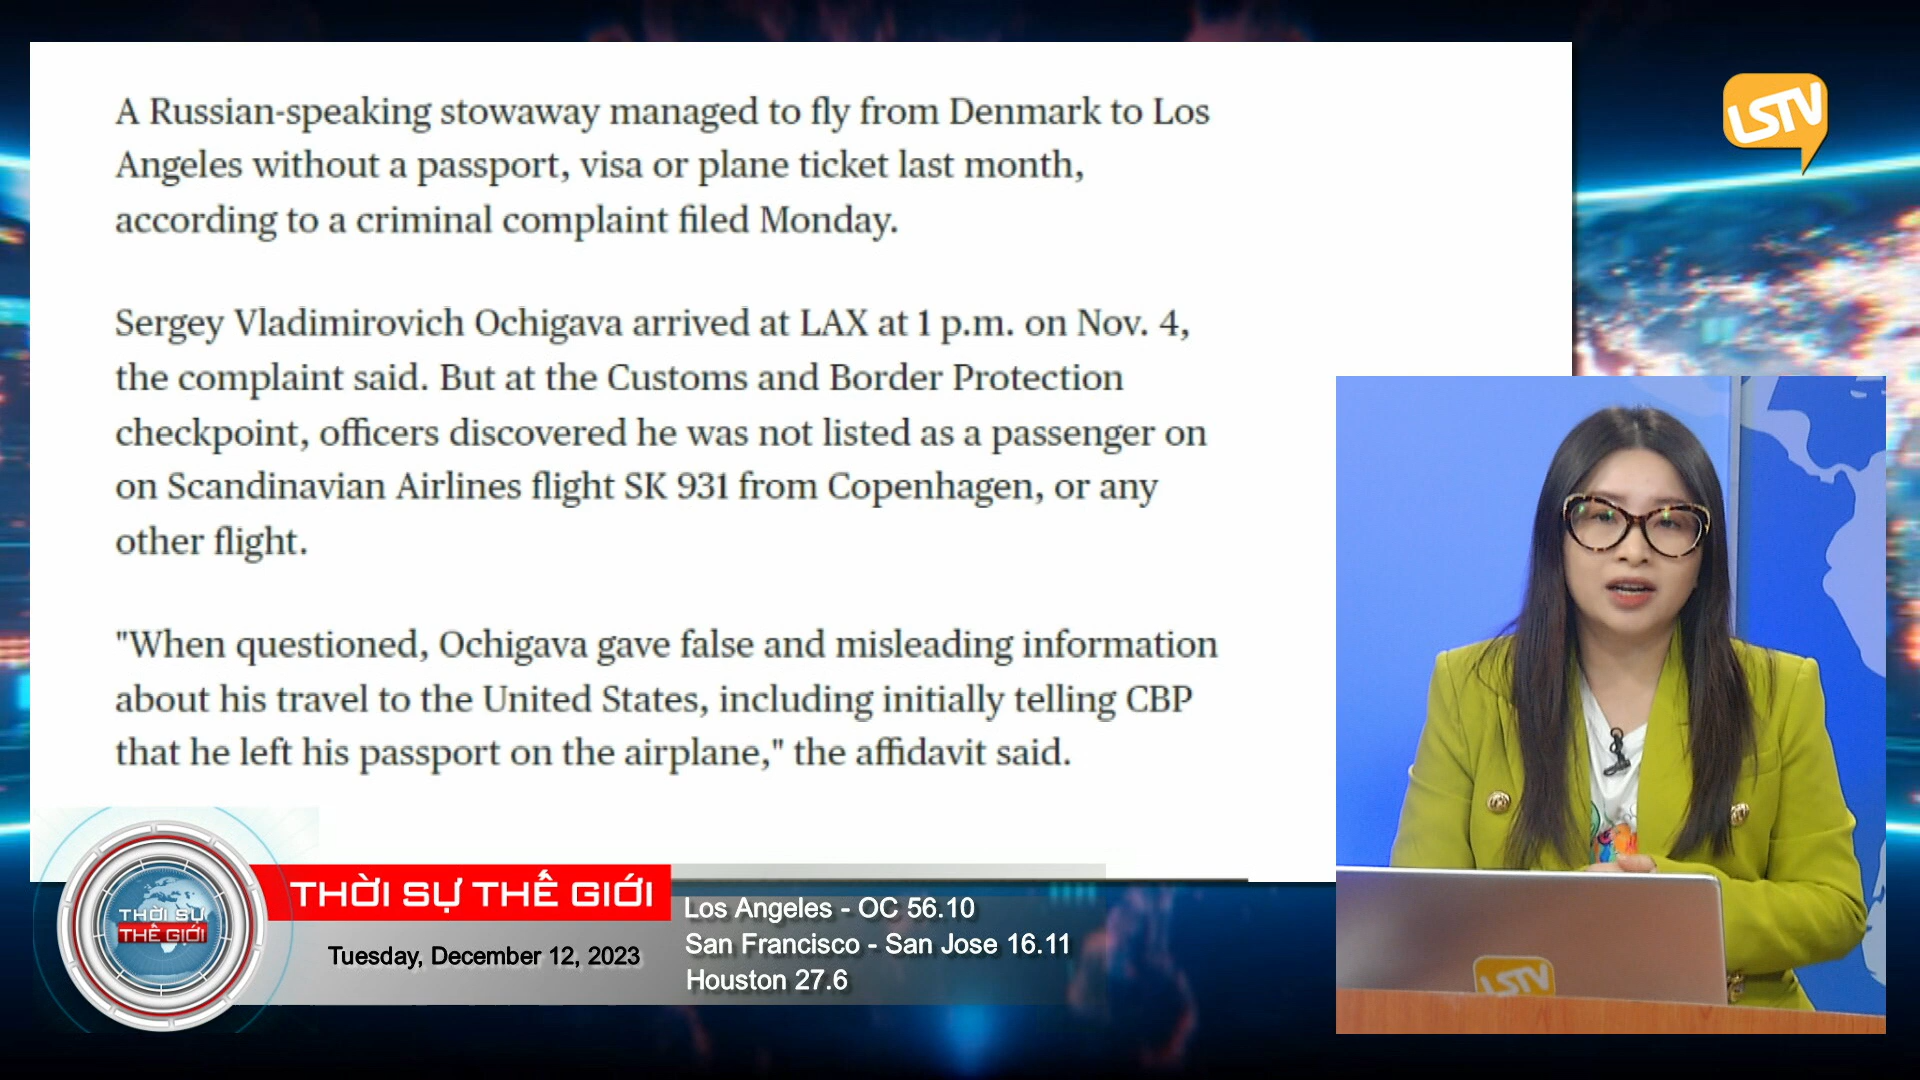 A Russian-speaking stowaway managed to fly from Denmark to Los
Angeles without a passport, visa or plane ticket last month,
according to a criminal complaint filed Monday.
Sergey Vladimirovich Ochigava arrived at LAX at 1 p.m. on Nov. 4,
the complaint said. But at the Customs and Border Protection
checkpoint, officers discovered he was not listed as a passenger on
on Scandinavian Airlines flight SK 931 from Copenhagen, or any
other flight.
"When questioned, Ochigava gave false and misleading information
about his travel to the United States, including initially telling CBP
that he left his passport on the airplane," the affidavit said.
LSTV
THỜI SỰ
THẾ GIỚI
THỜI SỰ THẾ GIỚI
Tuesday, December 12, 2023
Los Angeles - OC 56.10
San Francisco - San Jose 16.11
Houston 27.6
LSTV